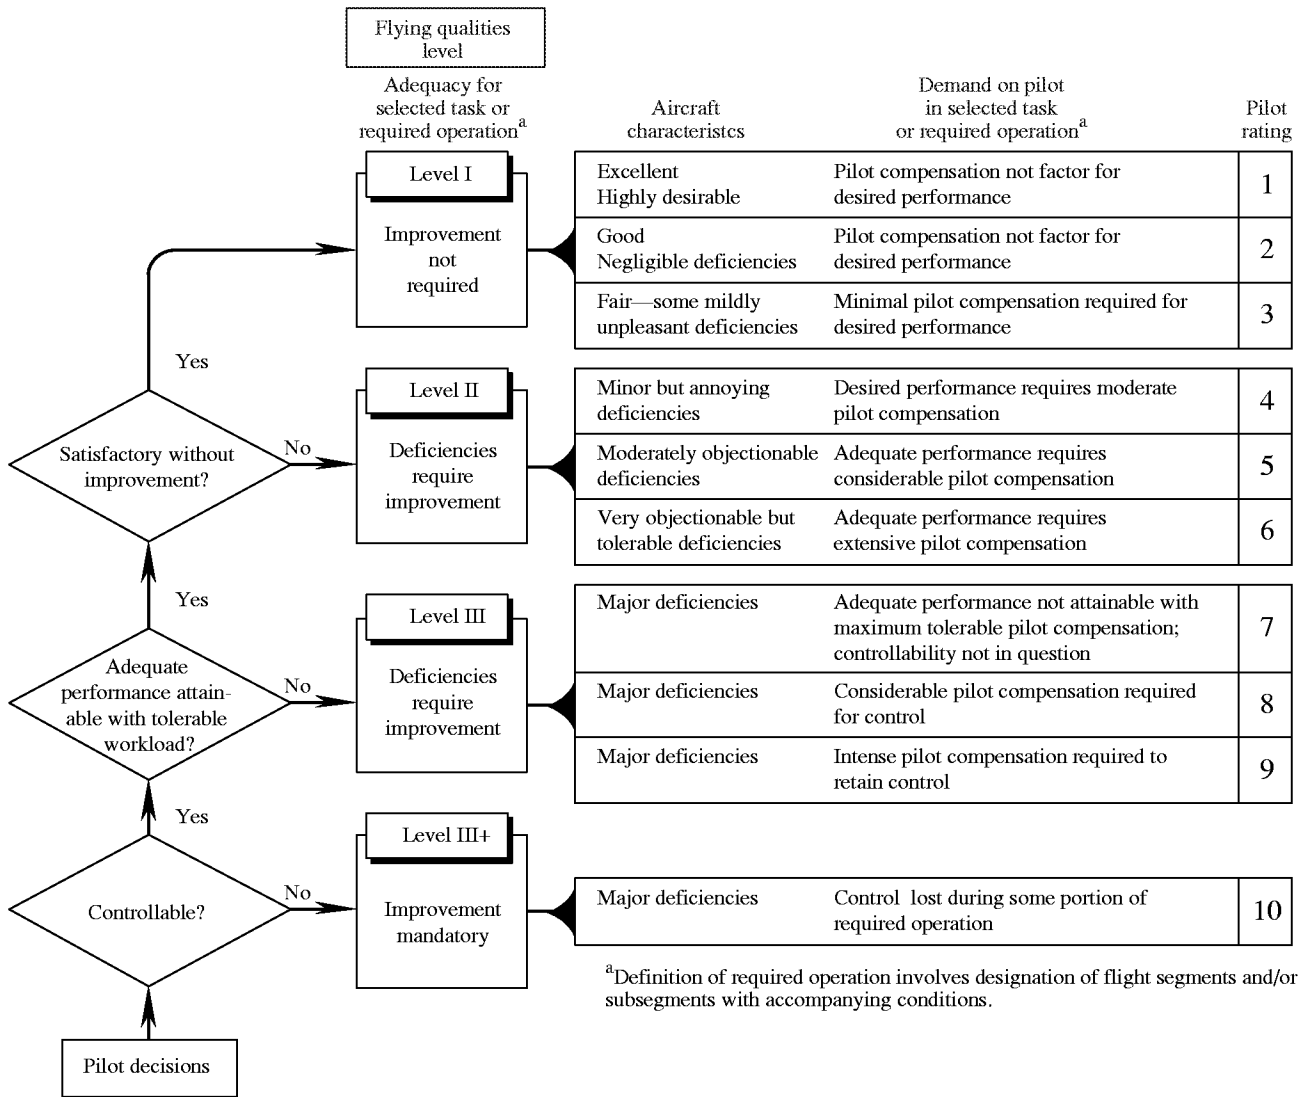 Flying qualities
level
Adequacy for
selected task or
required operationa
Aircraft
characteristcs
Demand on pilot
in selected task
or required operationa
Pilot
rating
Level I
Improvement
not
required
Excellent
Highly desirable
Pilot compensation not factor for
desired performance
1
Good
Negligible deficiencies
Pilot compensation not factor for
desired performance
2
Fair—some mildly
unpleasant deficiencies
Minimal pilot compensation required for
desired performance
3
Yes
Satisfactory without
improvement?
No
Level II
Deficiencies
require
improvement
Minor but annoying
deficiencies
Desired performance requires moderate
pilot compensation
4
Moderately objectionable
deficiencies
Adequate performance requires
considerable pilot compensation
5
Very objectionable but
tolerable deficiencies
Adequate performance requires
extensive pilot compensation
6
Yes
Adequate
performance attain-
able with tolerable
workload?
No
Level III
Deficiencies
require
improvement
Major deficiencies
Adequate performance not attainable with
maximum tolerable pilot compensation;
controllability not in question
7
Major deficiencies
Considerable pilot compensation required
for control
8
Major deficiencies
Intense pilot compensation required to
retain control
9
Yes
Controllable?
No
Level III+
Improvement
mandatory
Major deficiencies
Control lost during some portion of
required operation
10
aDefinition of required operation involves designation of flight segments and/or
subsegments with accompanying conditions.
Pilot decisions